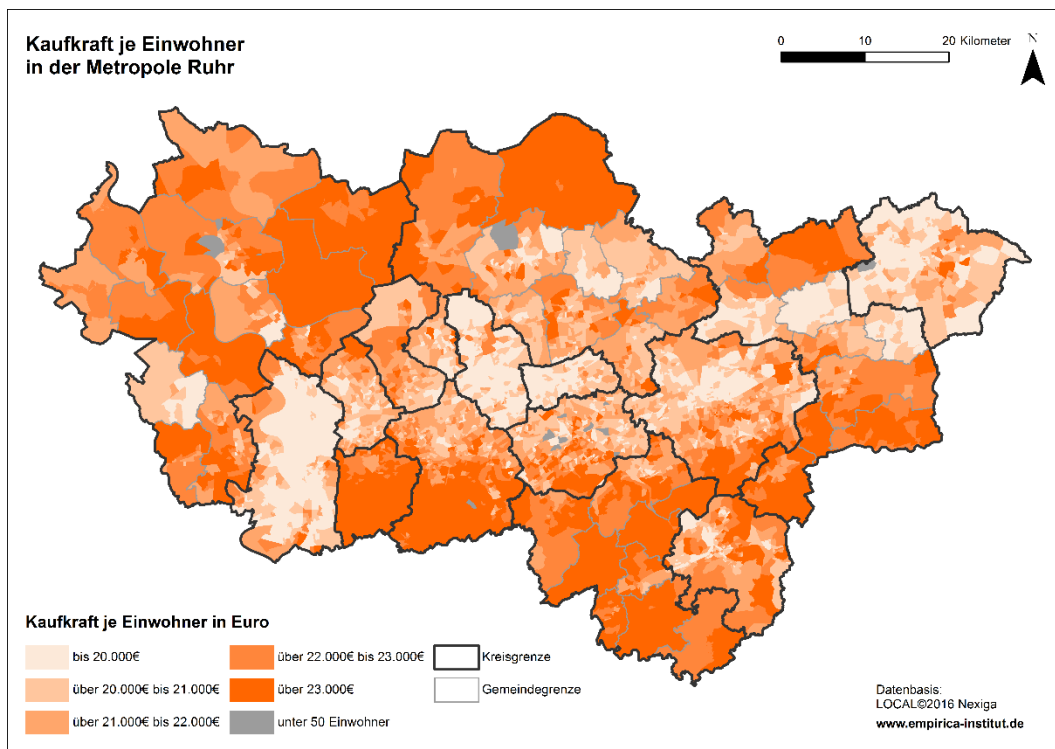 Kaufkraft je Einwohner
in der Metropole Ruhr
0 10 20 Kilometer
N
Kaufkraft je Einwohner in Euro
bis 20.000€
über 20.000€ bis 21.000€
über 21.000€ bis 22.000€
über 22.000€ bis 23.000€
über 23.000€
unter 50 Einwohner
Kreisgrenze
Gemeindegrenze
Datenbasis:
LOCAL©2016 Nexiga
www.empirica-institut.de